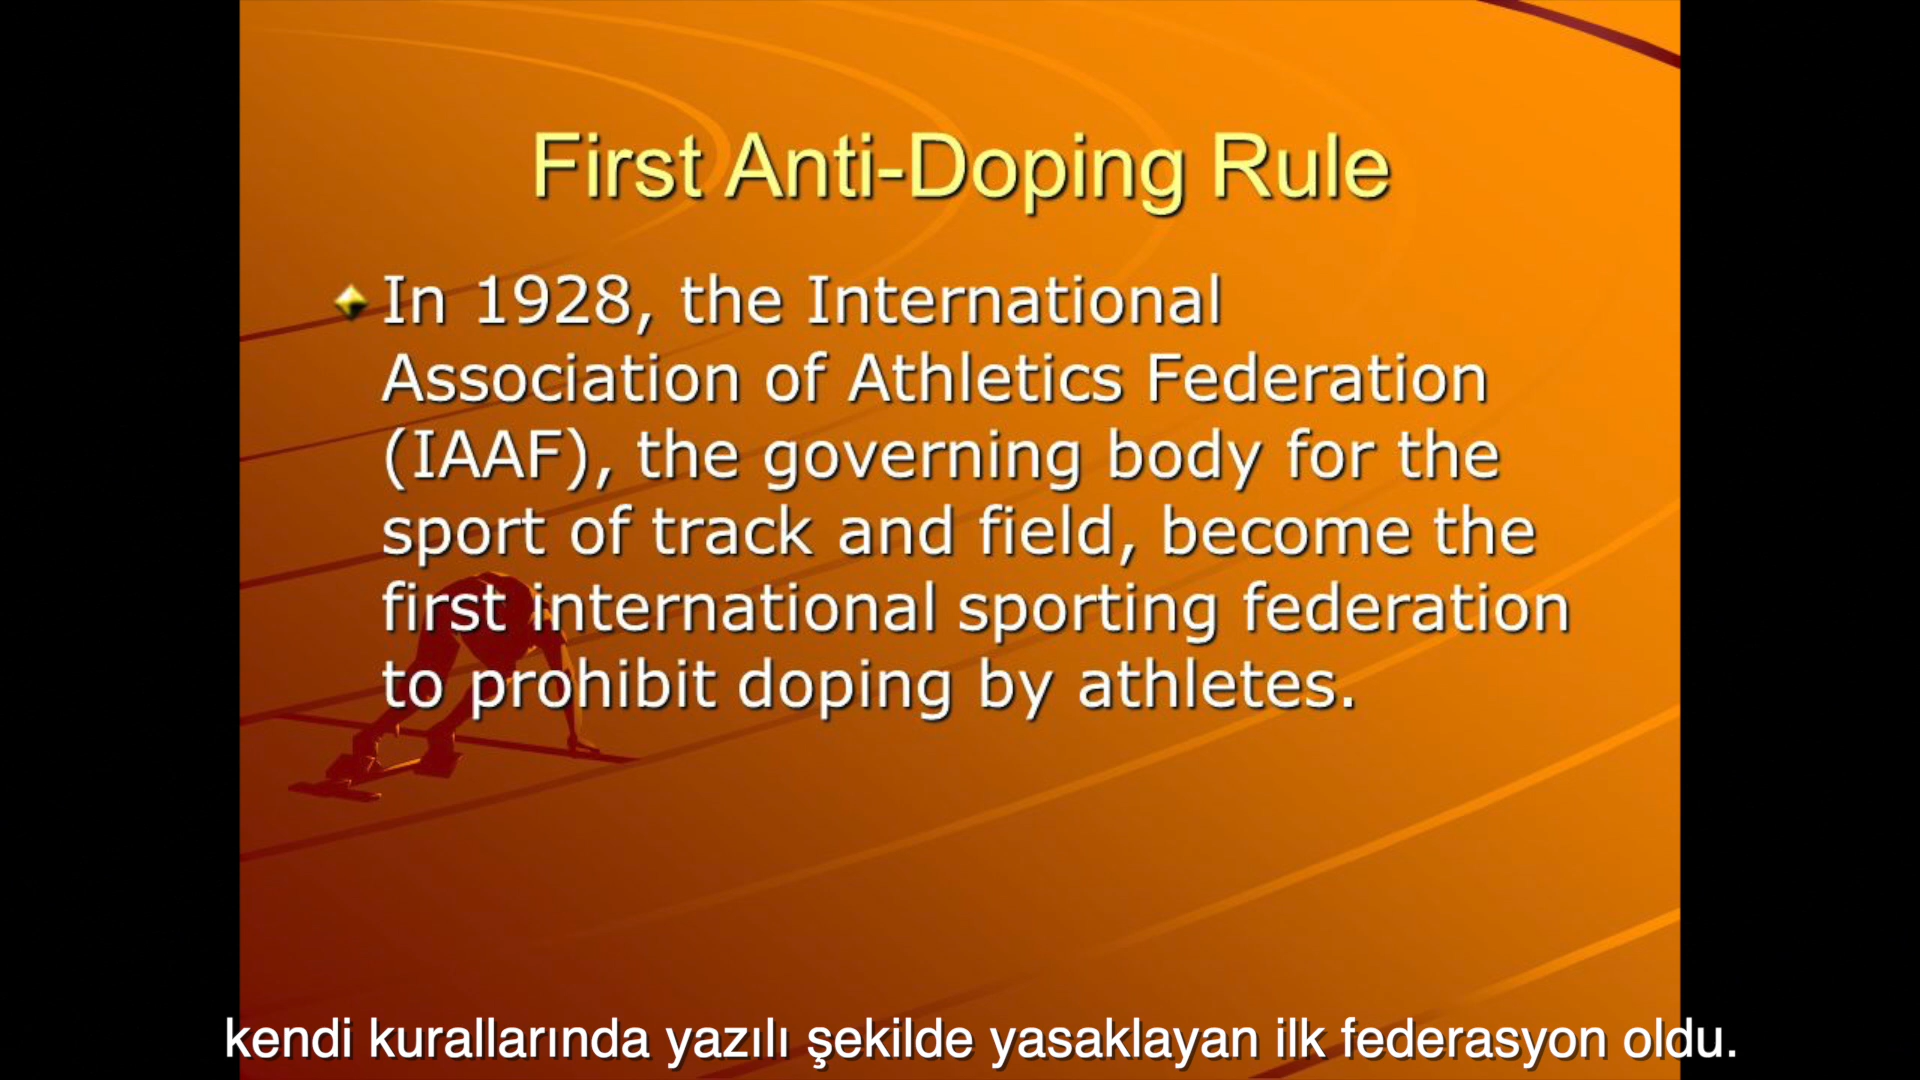 First Anti-Doping Rule
In 1928, the International
Association of Athletics Federation
(IAAF), the governing body for the
sport of track and field, become the
first international sporting federation
to prohibit doping by athletes.
kendi kurallarında yazılı şekilde yasaklayan ilk federasyon oldu.